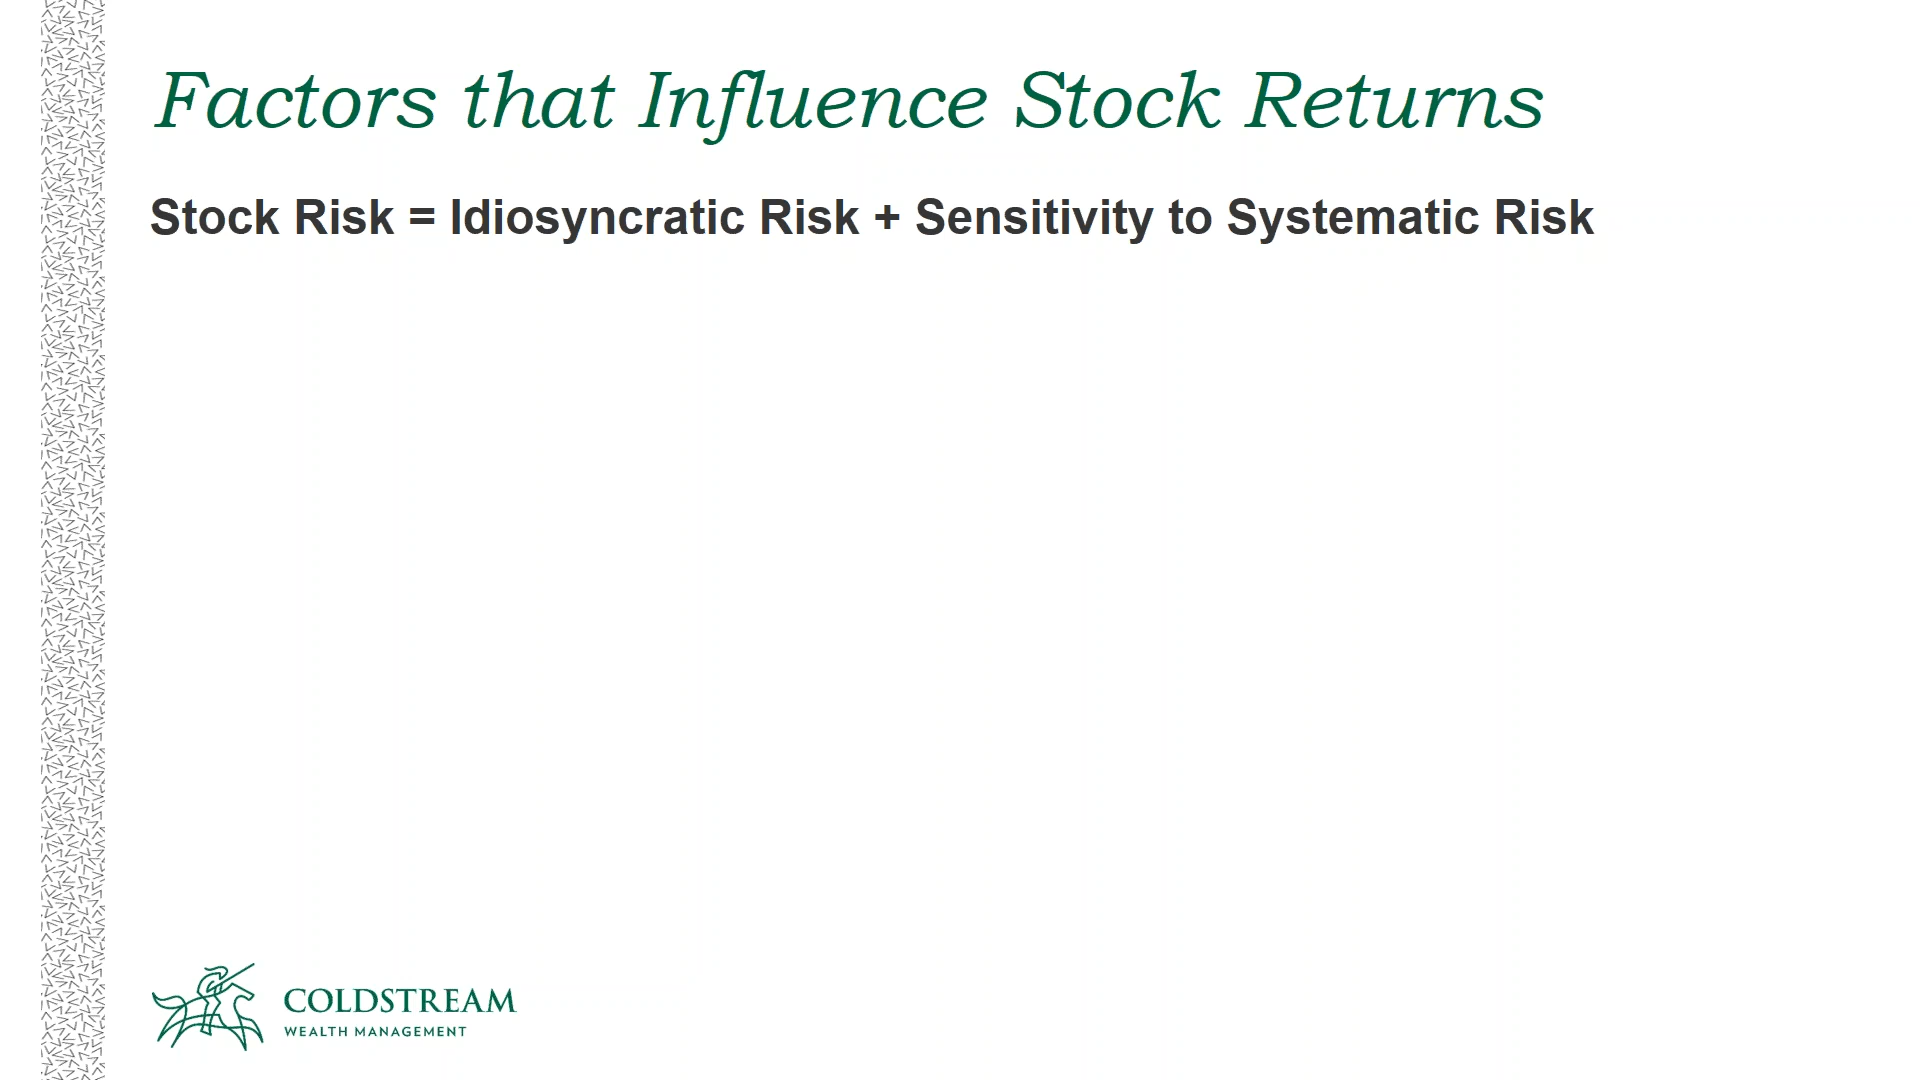 Factors that Influence Stock Returns
Stock Risk = Idiosyncratic Risk + Sensitivity to Systematic Risk
COLDSTREAM
WEALTH MANAGEMENT